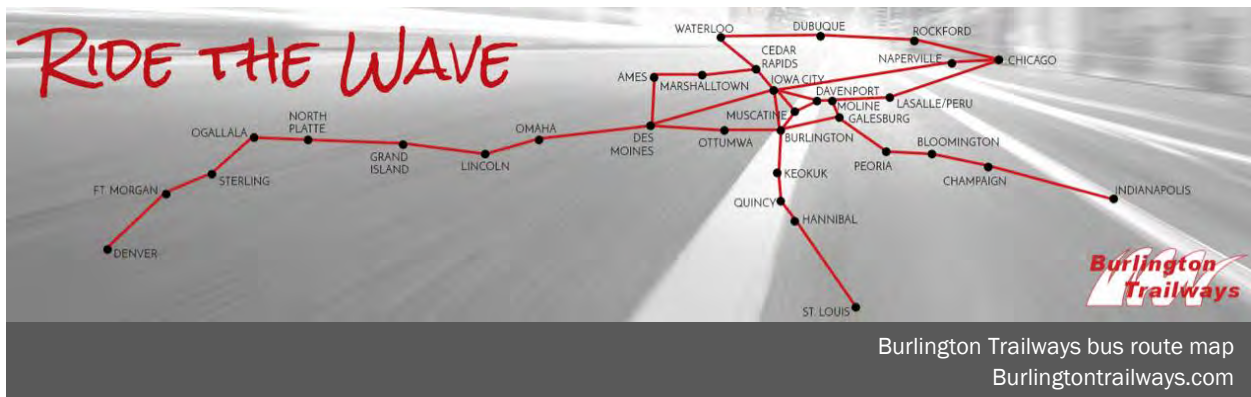 RIDE THE WAVE
WATERLOO
DUBUQUE
ROCKFORD
CEDAR
RAPIDS
NAPERVILLE
CHICAGO
AMES
MARSHALLTOWN
IOWA CITY
DAVENPORT
MOLINE
LASALLE/PERU
MUSCATINE
GALESBURG
OGALLALA
NORTH
PLATTE
GRAND
ISLAND
LINCOLN
OMAHA
DES
MOINES
OTTUMWA
BURLINGTON
PEORIA
BLOOMINGTON
CHAMPAIGN
INDIANAPOLIS
FT MORGAN
STERLING
KEOKUK
QUINCY
HANNIBAL
DENVER
ST. LOUIS
Burlington
Trailways
Burlington Trailways bus route map
Burlingtontrailways.com